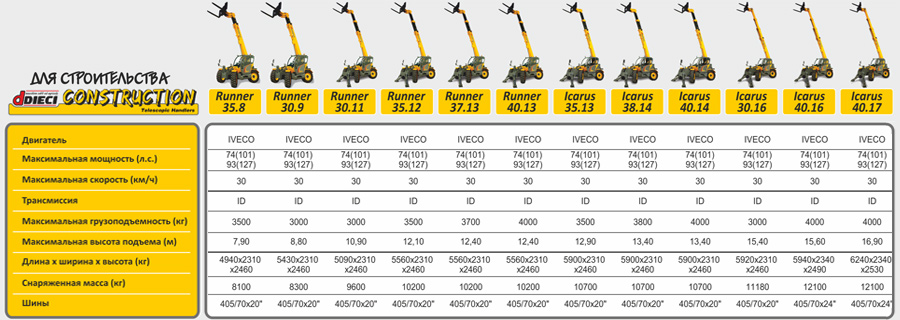 ДЛЯ СТРОИТЕЛЬСТВА
DIECI CONSTRUCTION
Telescopic Handlers
Runner 35.8 Runner 30.9 Runner 30.11 Runner 35.12 Runner 37.13 Runner 40.13 Icarus 35.13 Icarus 38.14 Icarus 40.14 Icarus 30.16 Icarus 40.16 Icarus 40.17
Двигатель IVECO IVECO IVECO IVECO IVECO IVECO IVECO IVECO IVECO IVECO IVECO IVECO
Максимальная мощность (л.с.) 74(101) 74(101) 74(101) 74(101) 74(101) 74(101) 74(101) 74(101) 74(101) 74(101) 74(101) 74(101)
93(127) 93(127) 93(127) 93(127) 93(127) 93(127) 93(127) 93(127) 93(127) 93(127) 93(127) 93(127)
Максимальная скорость (км/ч) 30 30 30 30 30 30 30 30 30 30 30 30
Трансмиссия ID ID ID ID ID ID ID ID ID ID ID ID
Максимальная грузоподъемность (кг) 3500 3000 3000 3500 3700 4000 3500 3800 4000 3000 4000 4000
Максимальная высота подъема (м) 7,90 8,80 10,90 12,10 12,40 12,40 12,90 13,40 13,40 15,40 15,60 16,90
Длина х ширина х высота (кг) 4940x2310 5430x2310 5090x2310 5560x2310 5560x2310 5560x2310 5900x2310 5900x2310 5900x2310 5920x2310 5940x2340 6240x2340
x2460 x2460 x2460 x2460 x2460 x2460 x2460 x2460 x2460 x2460 x2490 x2530
Снаряженная масса (кг) 8100 8300 9600 10200 10200 10200 10700 10700 10700 11180 12100 12100
Шины 405/70x20" 405/70x20" 405/70x20" 405/70x20" 405/70x20" 405/70x20" 405/70x20" 405/70x20" 405/70x20" 405/70x20" 405/70x24" 405/70x24"